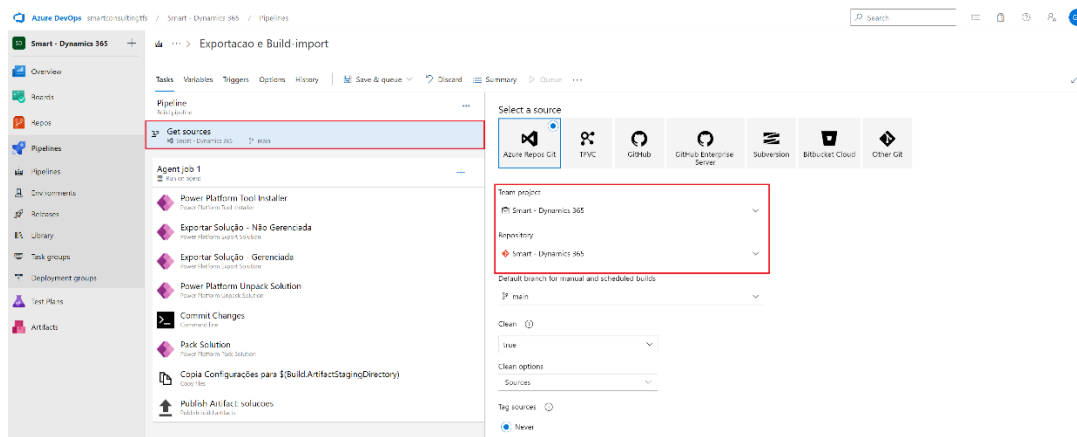 Azure DevOps smartconsultingtfs / Smart - Dynamics 365 / Pipelines
Search
SD Smart - Dynamics 365
Overview
Boards
Repos
Pipelines
Pipelines
Environments
Releases
Library
Task groups
Deployment groups
Test Plans
Artifacts
··· > Exportacao e Build-import
Tasks Variables Triggers Options History Save & queue Discard Summary Queue ···
Pipeline
Build pipeline
Get sources
Smart - Dynamics 365 main
Agent job 1
Run on agent
Power Platform Tool Installer
Power Platform Tool Installer
Exportar Solução - Não Gerenciada
Power Platform Export Solution
Exportar Solução - Gerenciada
Power Platform Export Solution
Power Platform Unpack Solution
Power Platform Unpack Solution
Commit Changes
Command line
Pack Solution
Power Platform Pack Solution
Copia Configurações para $(Build.ArtifactStagingDirectory)
Copy files
Publish Artifact: solucoes
Publish build artifacts
Select a source
Azure Repos Git
TFVC
GitHub
GitHub Enterprise
Server
Subversion
Bitbucket Cloud
Other Git
Team project
Smart - Dynamics 365
Repository
Smart - Dynamics 365
Default branch for manual and scheduled builds
main
Clean
true
Clean options
Sources
Tag sources
Never